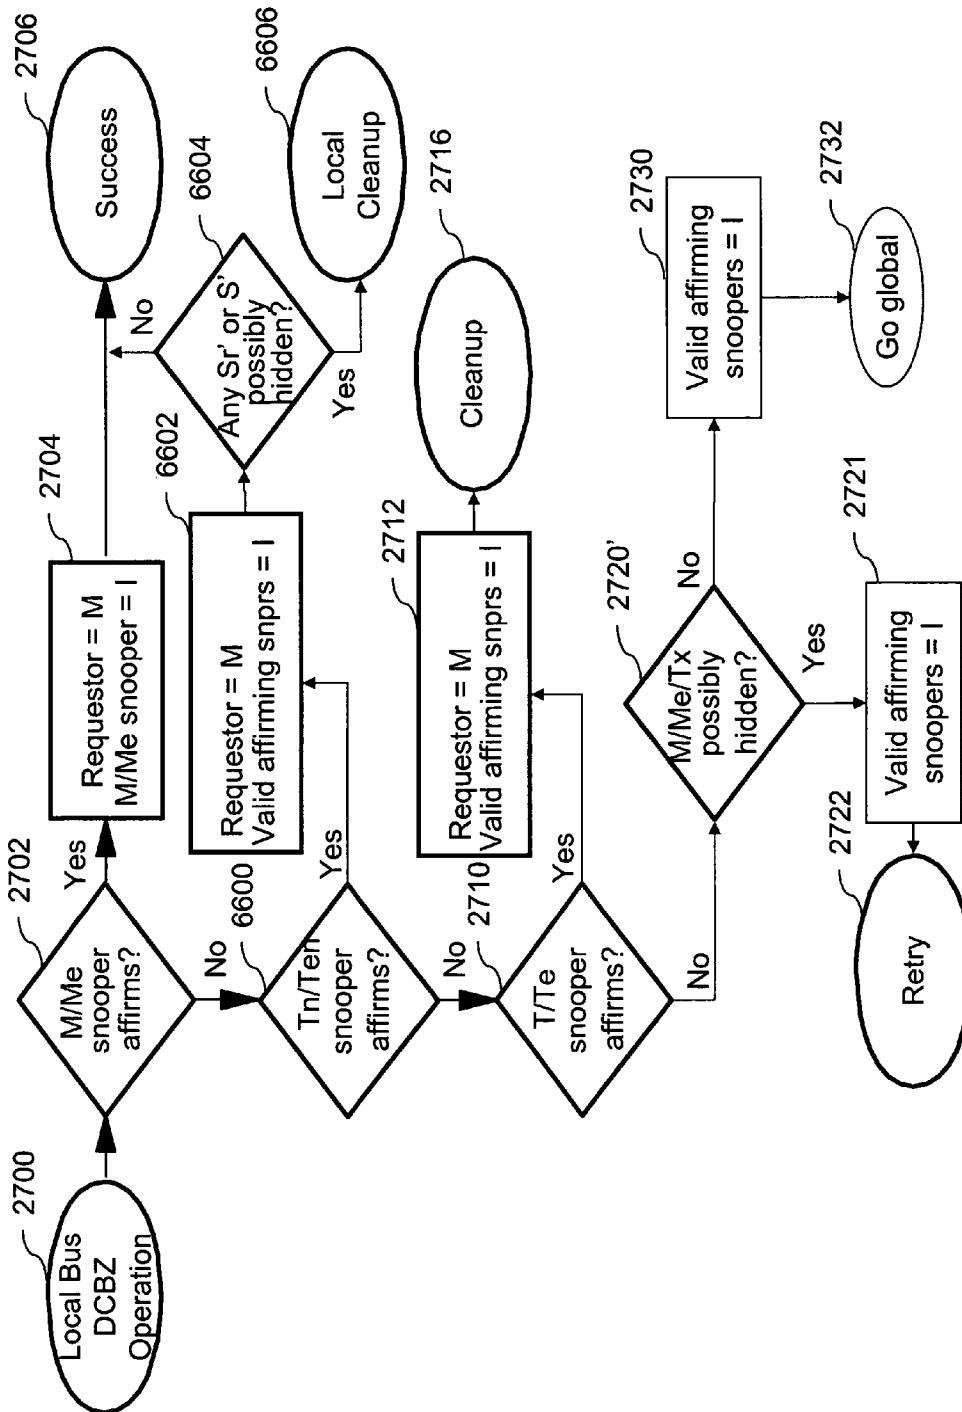 2700
Local Bus
DCBZ
Operation
2702
M/Me
snooper
affirms?
Yes
No
2704
Requestor = M
M/Me snooper = I
2706
Success
6600
Tn/Ten
snooper
affirms?
Yes
No
6602
Requestor = M
Valid affirming snprs = I
6604
Any Sr' or S'
possibly
hidden?
No
Yes
6606
Local
Cleanup
2710
T/Te
snooper
affirms?
Yes
No
2712
Requestor = M
Valid affirming snprs = I
2716
Cleanup
2720'
M/Me/Tx
possibly
hidden?
No
Yes
2730
Valid affirming
snoopers = I
2732
Go global
2721
Valid affirming
snoopers = I
2722
Retry